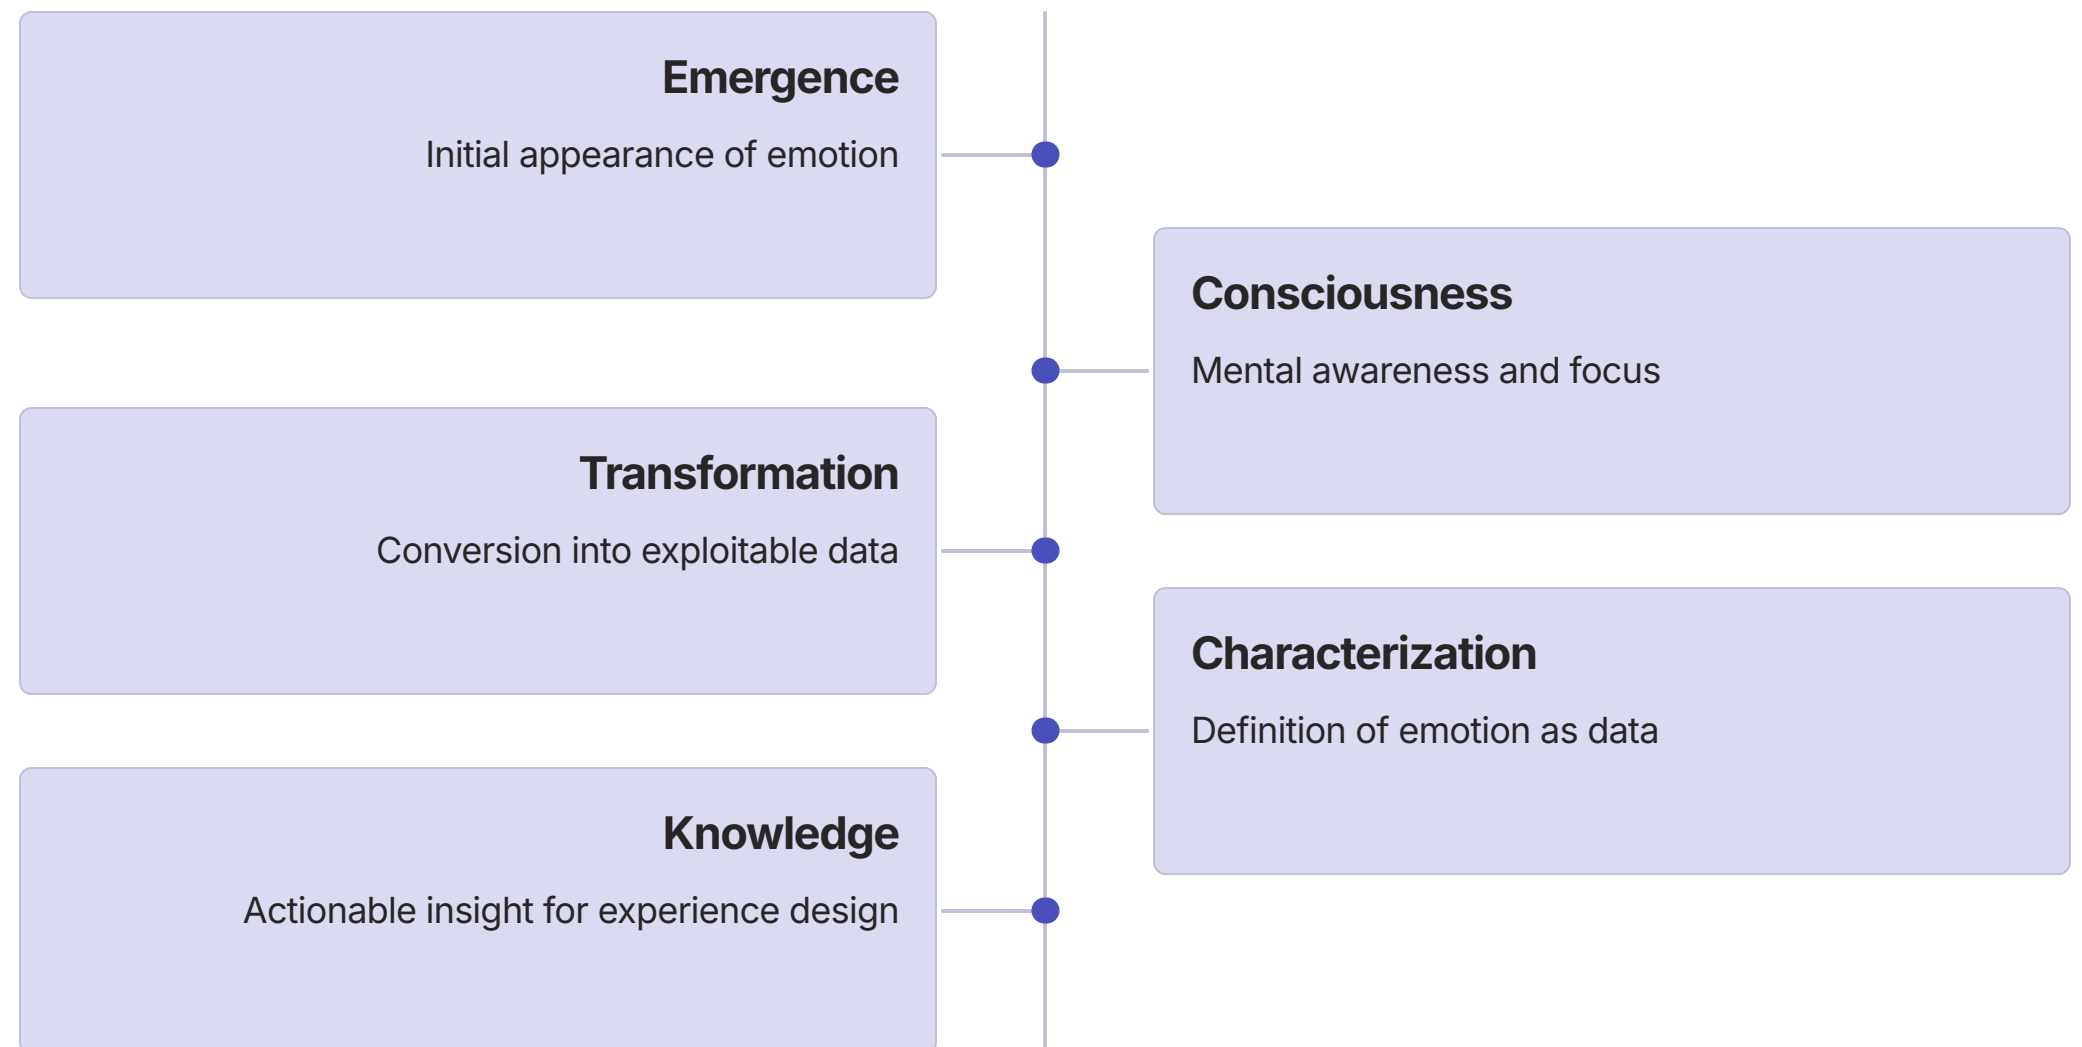 Emergence
Initial appearance of emotion
Consciousness
Mental awareness and focus
Transformation
Conversion into exploitable data
Characterization
Definition of emotion as data
Knowledge
Actionable insight for experience design